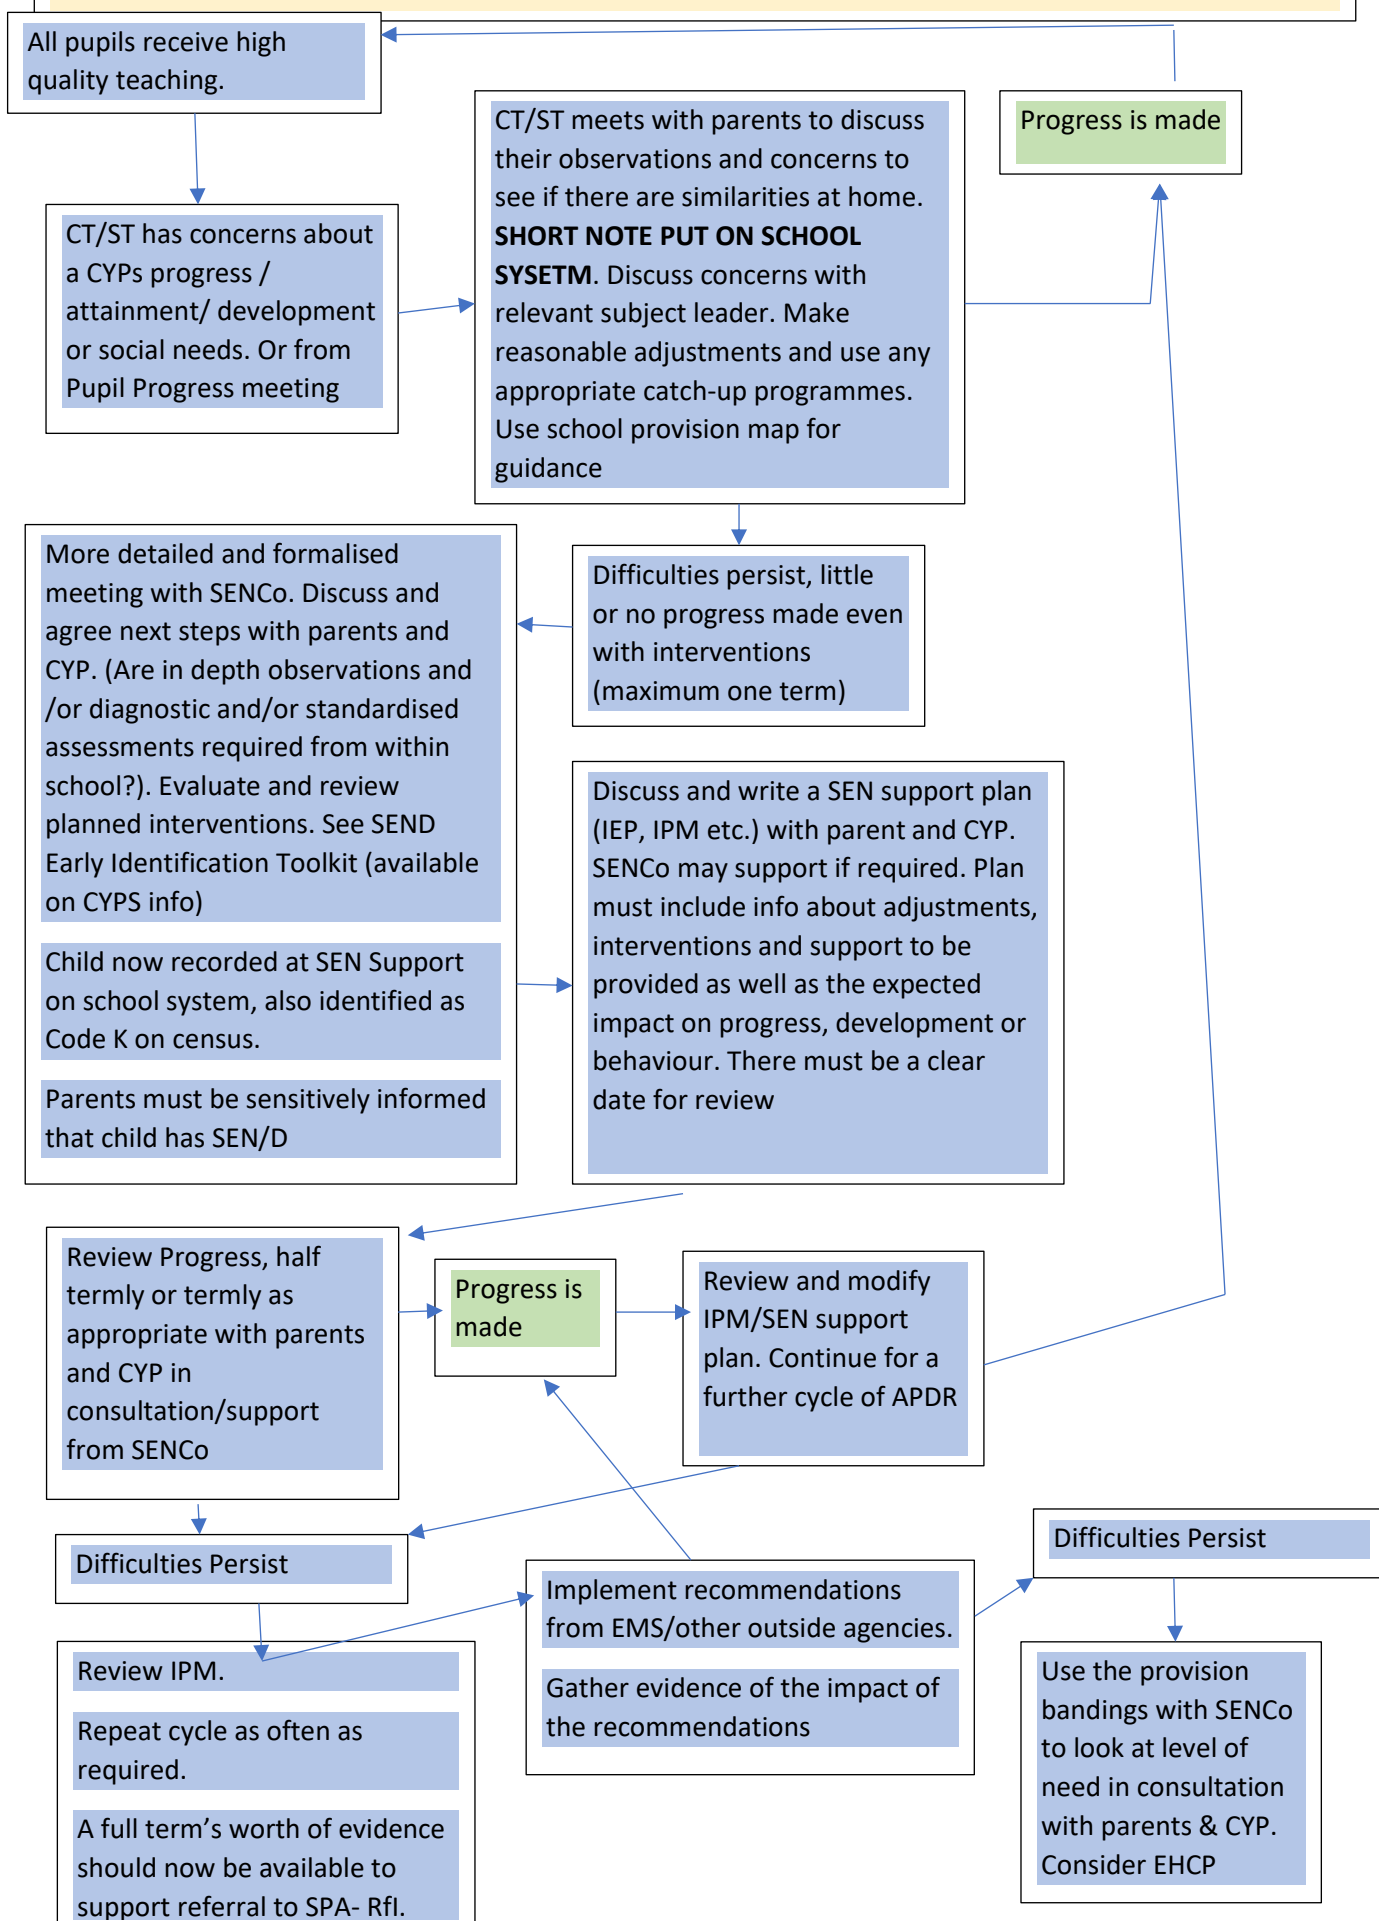 All pupils receive high
quality teaching.
Progress is made
CT/ST meets with parents to discuss
their observations and concerns to
see if there are similarities at home.
SHORT NOTE PUT ON SCHOOL
SYSETM. Discuss concerns with
relevant subject leader. Make
reasonable adjustments and use any
appropriate catch-up programmes.
Use school provision map for
guidance
CT/ST has concerns about
a CYPs progress /
attainment/ development
or social needs. Or from
Pupil Progress meeting
Difficulties persist, little
or no progress made even
with interventions
(maximum one term)
More detailed and formalised
meeting with SENCo. Discuss and
agree next steps with parents and
CYP. (Are in depth observations and
/or diagnostic and/or standardised
assessments required from within
school?). Evaluate and review
planned interventions. See SEND
Early Identification Toolkit (available
on CYPS info)
Child now recorded at SEN Support
on school system, also identified as
Code K on census.
Parents must be sensitively informed
that child has SEN/D
Discuss and write a SEN support plan
(IEP, IPM etc.) with parent and CYP.
SENCo may support if required. Plan
must include info about adjustments,
interventions and support to be
provided as well as the expected
impact on progress, development or
behaviour. There must be a clear
date for review
Review Progress, half
termly or termly as
appropriate with parents
and CYP in
consultation/support
from SENCo
Progress is
made
Review and modify
IPM/SEN support
plan. Continue for a
further cycle of APDR
Difficulties Persist
Review IPM.
Repeat cycle as often as
required.
A full term’s worth of evidence
should now be available to
support referral to SPA- RfI.
Implement recommendations
from EMS/other outside agencies.
Gather evidence of the impact of
the recommendations
Difficulties Persist
Use the provision
bandings with SENCo
to look at level of
need in consultation
with parents & CYP.
Consider EHCP